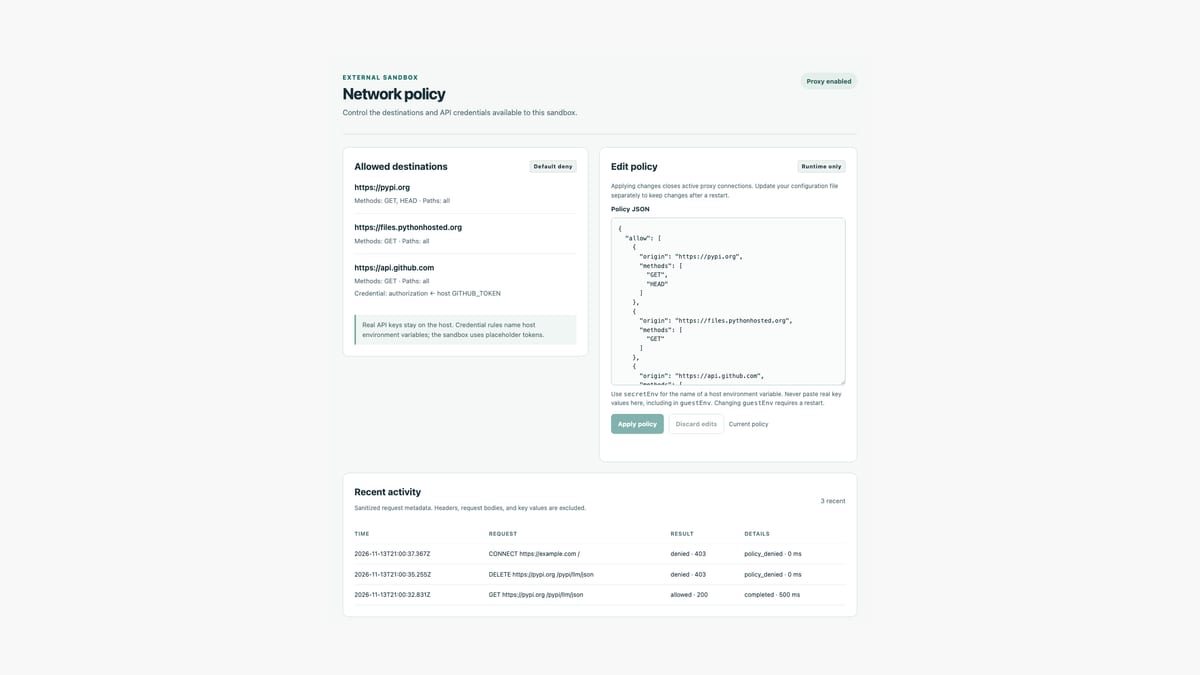 EXTERNAL SANDBOX
Network policy
Control the destinations and API credentials available to this sandbox.
Proxy enabled
Allowed destinations
Default deny
https://pypi.org
Methods: GET, HEAD · Paths: all
https://files.pythonhosted.org
Methods: GET · Paths: all
https://api.github.com
Methods: GET · Paths: all
Credential: authorization ← host GITHUB_TOKEN
Real API keys stay on the host. Credential rules name host
environment variables; the sandbox uses placeholder tokens.
Edit policy
Runtime only
Applying changes closes active proxy connections. Update your configuration file
separately to keep changes after a restart.
Policy JSON
{
"allow": [
{
"origin": "https://pypi.org",
"methods": [
"GET",
"HEAD"
]
},
{
"origin": "https://files.pythonhosted.org",
"methods": [
"GET"
]
},
{
"origin": "https://api.github.com",
"methods": [
Use secretEnv for the name of a host environment variable. Never paste real key
values here, including in guestEnv. Changing guestEnv requires a restart.
Apply policy
Discard edits
Current policy
Recent activity
Sanitized request metadata. Headers, request bodies, and key values are excluded.
3 recent
TIME REQUEST RESULT DETAILS
2026-11-13T21:00:37.367Z CONNECT https://example.com / denied · 403 policy_denied · 0 ms
2026-11-13T21:00:35.255Z DELETE https://pypi.org /pypi/llm/json denied · 403 policy_denied · 0 ms
2026-11-13T21:00:32.831Z GET https://pypi.org /pypi/llm/json allowed · 200 completed · 500 ms